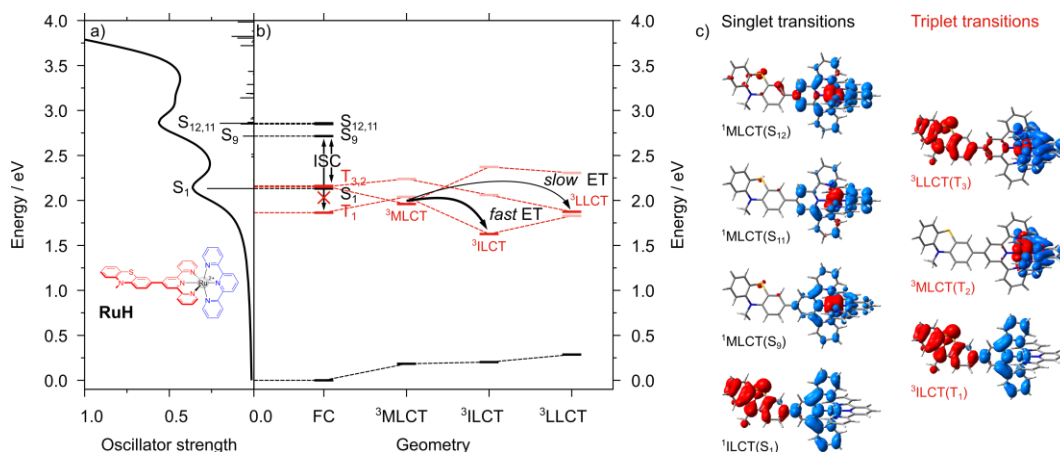 a)
4.0
3.5
3.0
2.5
2.0
1.5
1.0
0.5
0.0
Energy / eV
S12,11
S9
S1
RuH
S
N
N
N
N
Ru2+
N
N
N
1.0
0.5
0.0
Oscillator strength
b)
S12,11
S9
ISC
T3,2
S1
T1
3MLCT
slow ET
3LLCT
fast ET
3ILCT
FC
3MLCT
3ILCT
3LLCT
Geometry
4.0
3.5
3.0
2.5
2.0
1.5
1.0
0.5
0.0
Energy / eV
c)
Singlet transitions
1MLCT(S12)
1MLCT(S11)
1MLCT(S9)
1ILCT(S1)
Triplet transitions
3LLCT(T3)
3MLCT(T2)
3ILCT(T1)